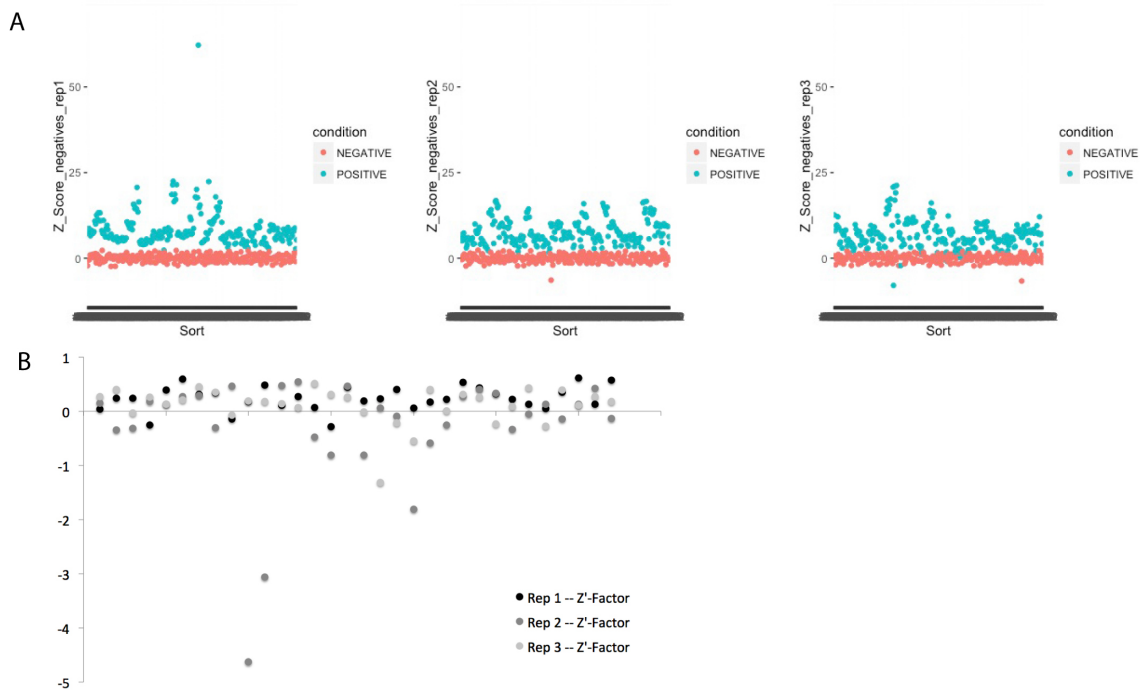 A
Z_Score_negatives_rep1
50
25
0
Sort
condition
NEGATIVE
POSITIVE
Z_Score_negatives_rep2
50
25
0
Sort
condition
NEGATIVE
POSITIVE
Z_Score_negatives_rep3
50
25
0
Sort
condition
NEGATIVE
POSITIVE
B
1
0
-1
-2
-3
-4
-5
Rep 1 -- Z'-Factor
Rep 2 -- Z'-Factor
Rep 3 -- Z'-Factor